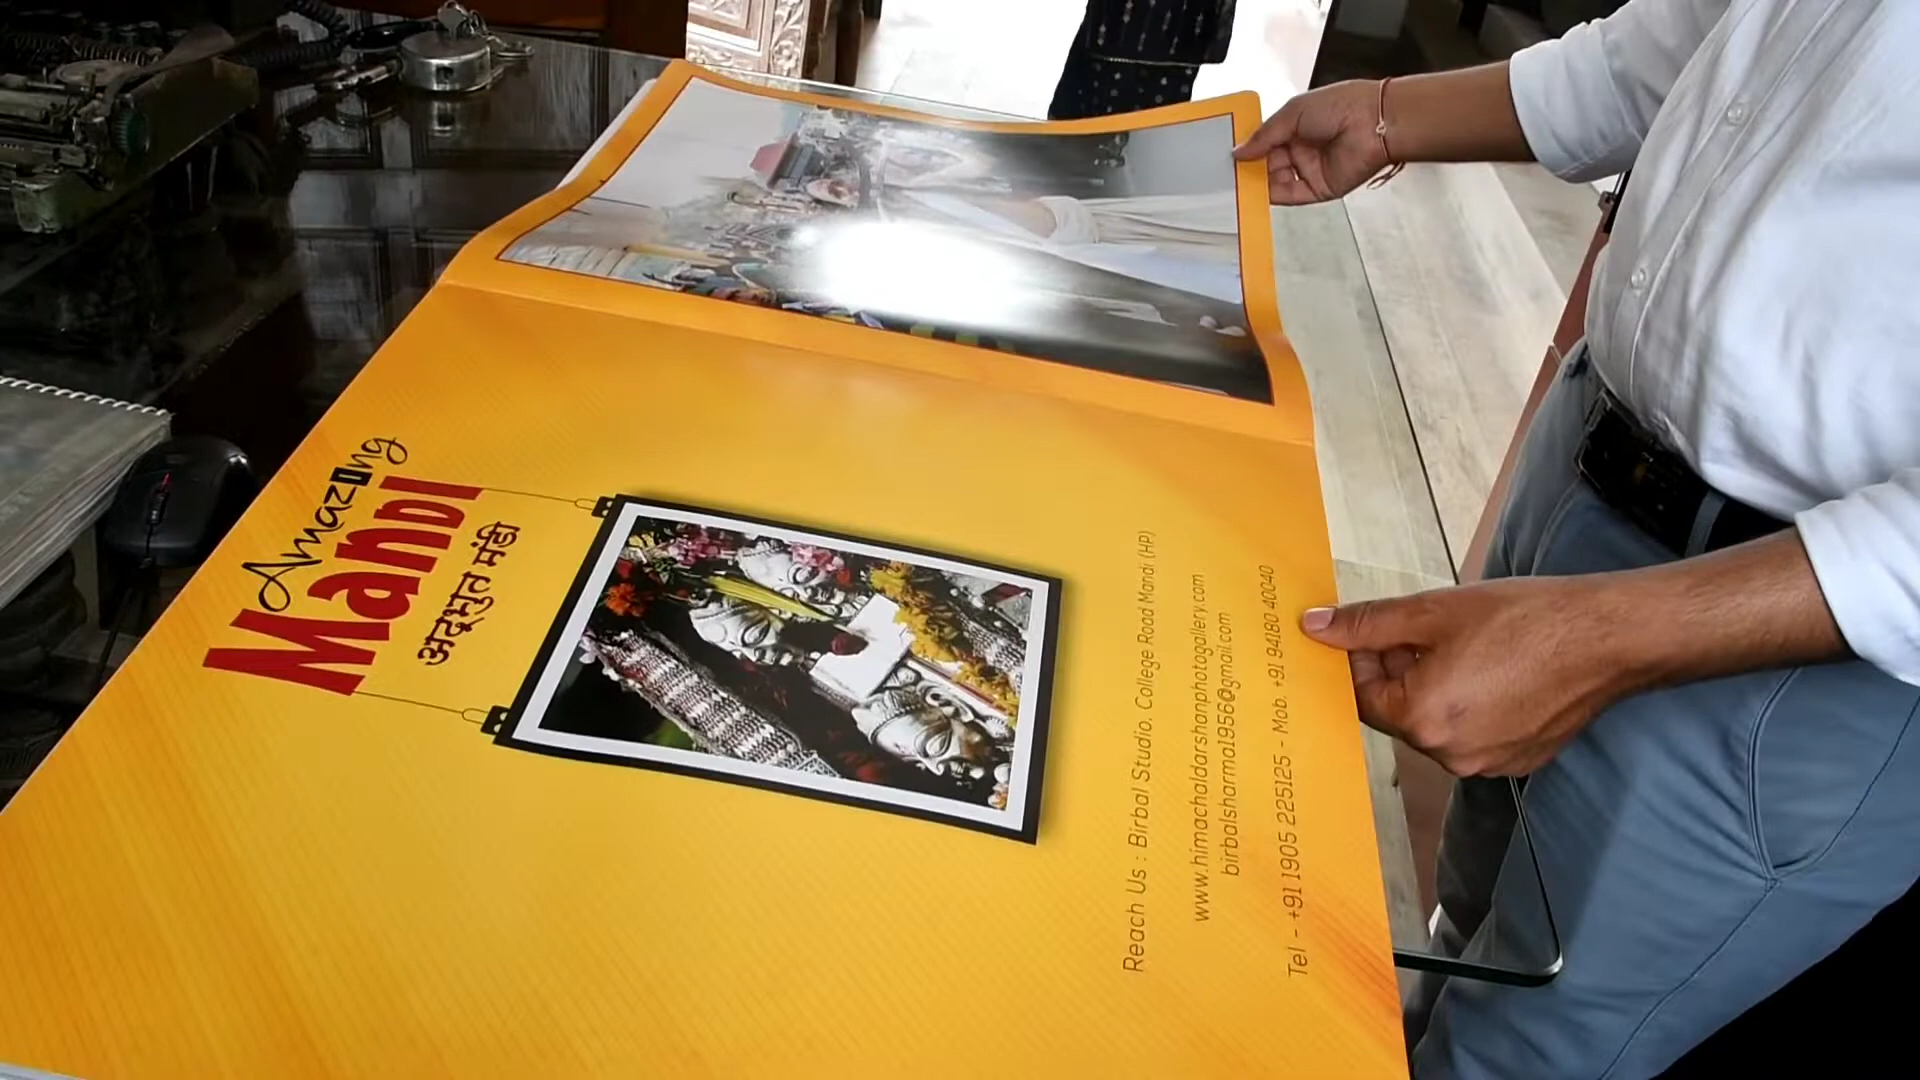 Amazing
Mandi
अद्भुत मंडी
Reach Us : Birbal Studio. College Road Mandi (HP)
www.himachaldarshanphotogallery.com
birbalsharma1956@gmail.com
Tel - +91 1905 225125 - Mob. +91 94180 40040